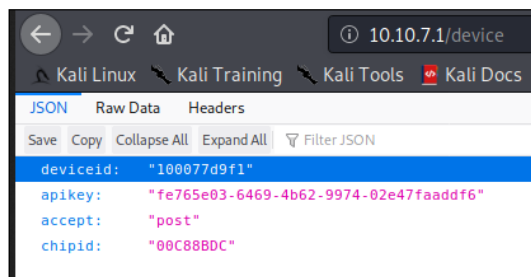 10.10.7.1/device
Kali Linux Kali Training Kali Tools Kali Docs
JSON Raw Data Headers
Save Copy Collapse All Expand All Filter JSON
deviceid: "100077d9f1"
apikey: "fe765e03-6469-4b62-9974-02e47faaddf6"
accept: "post"
chipid: "00C88BDC"